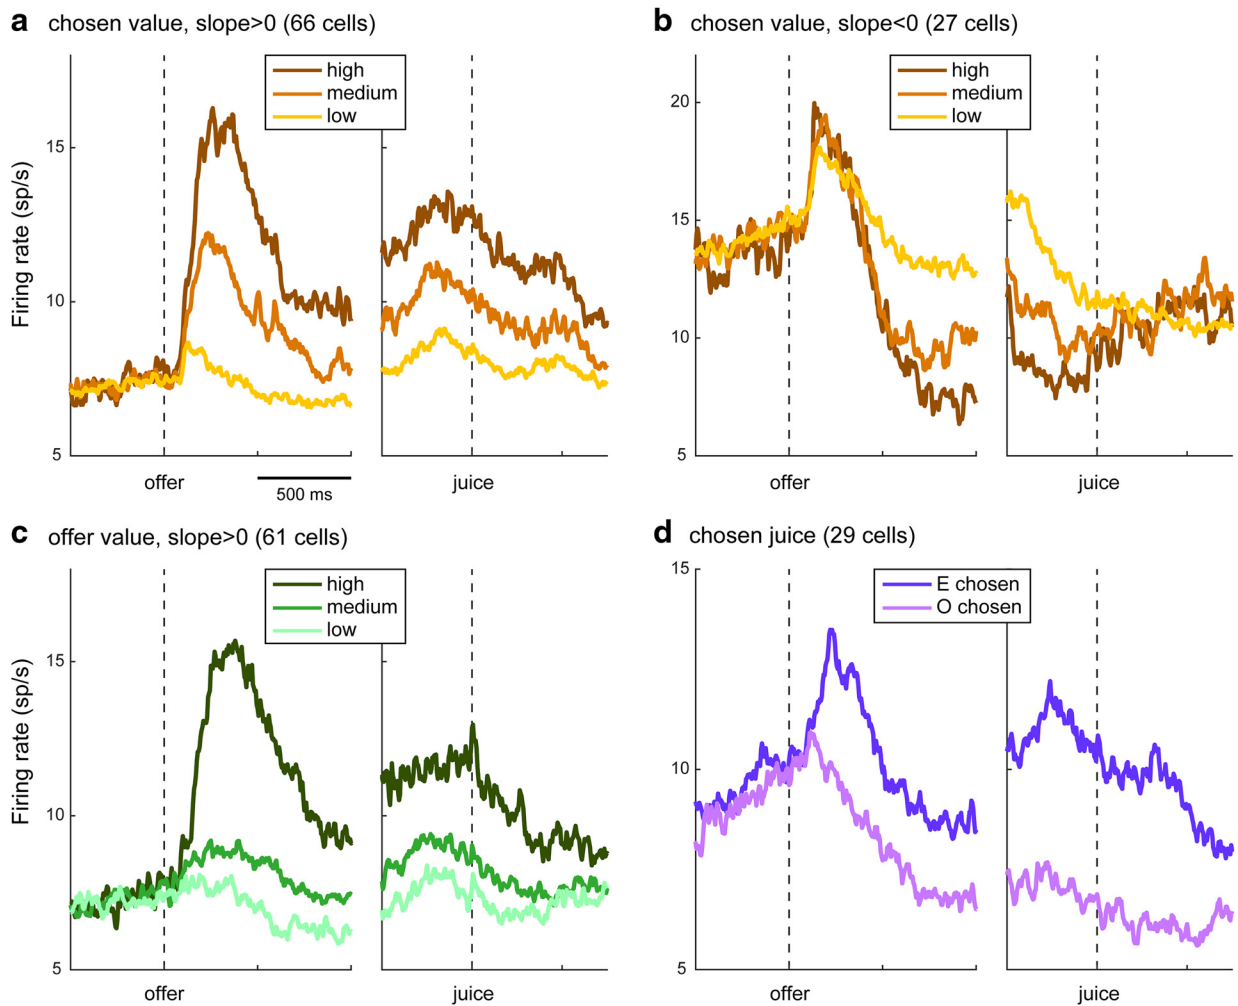 a chosen value, slope>0 (66 cells)
high
medium
low
15
10
5
Firing rate (sp/s)
offer
500 ms
juice
b chosen value, slope<0 (27 cells)
high
medium
low
20
15
10
5
offer
juice
c offer value, slope>0 (61 cells)
high
medium
low
15
10
5
Firing rate (sp/s)
offer
juice
d chosen juice (29 cells)
E chosen
O chosen
15
10
5
offer
juice